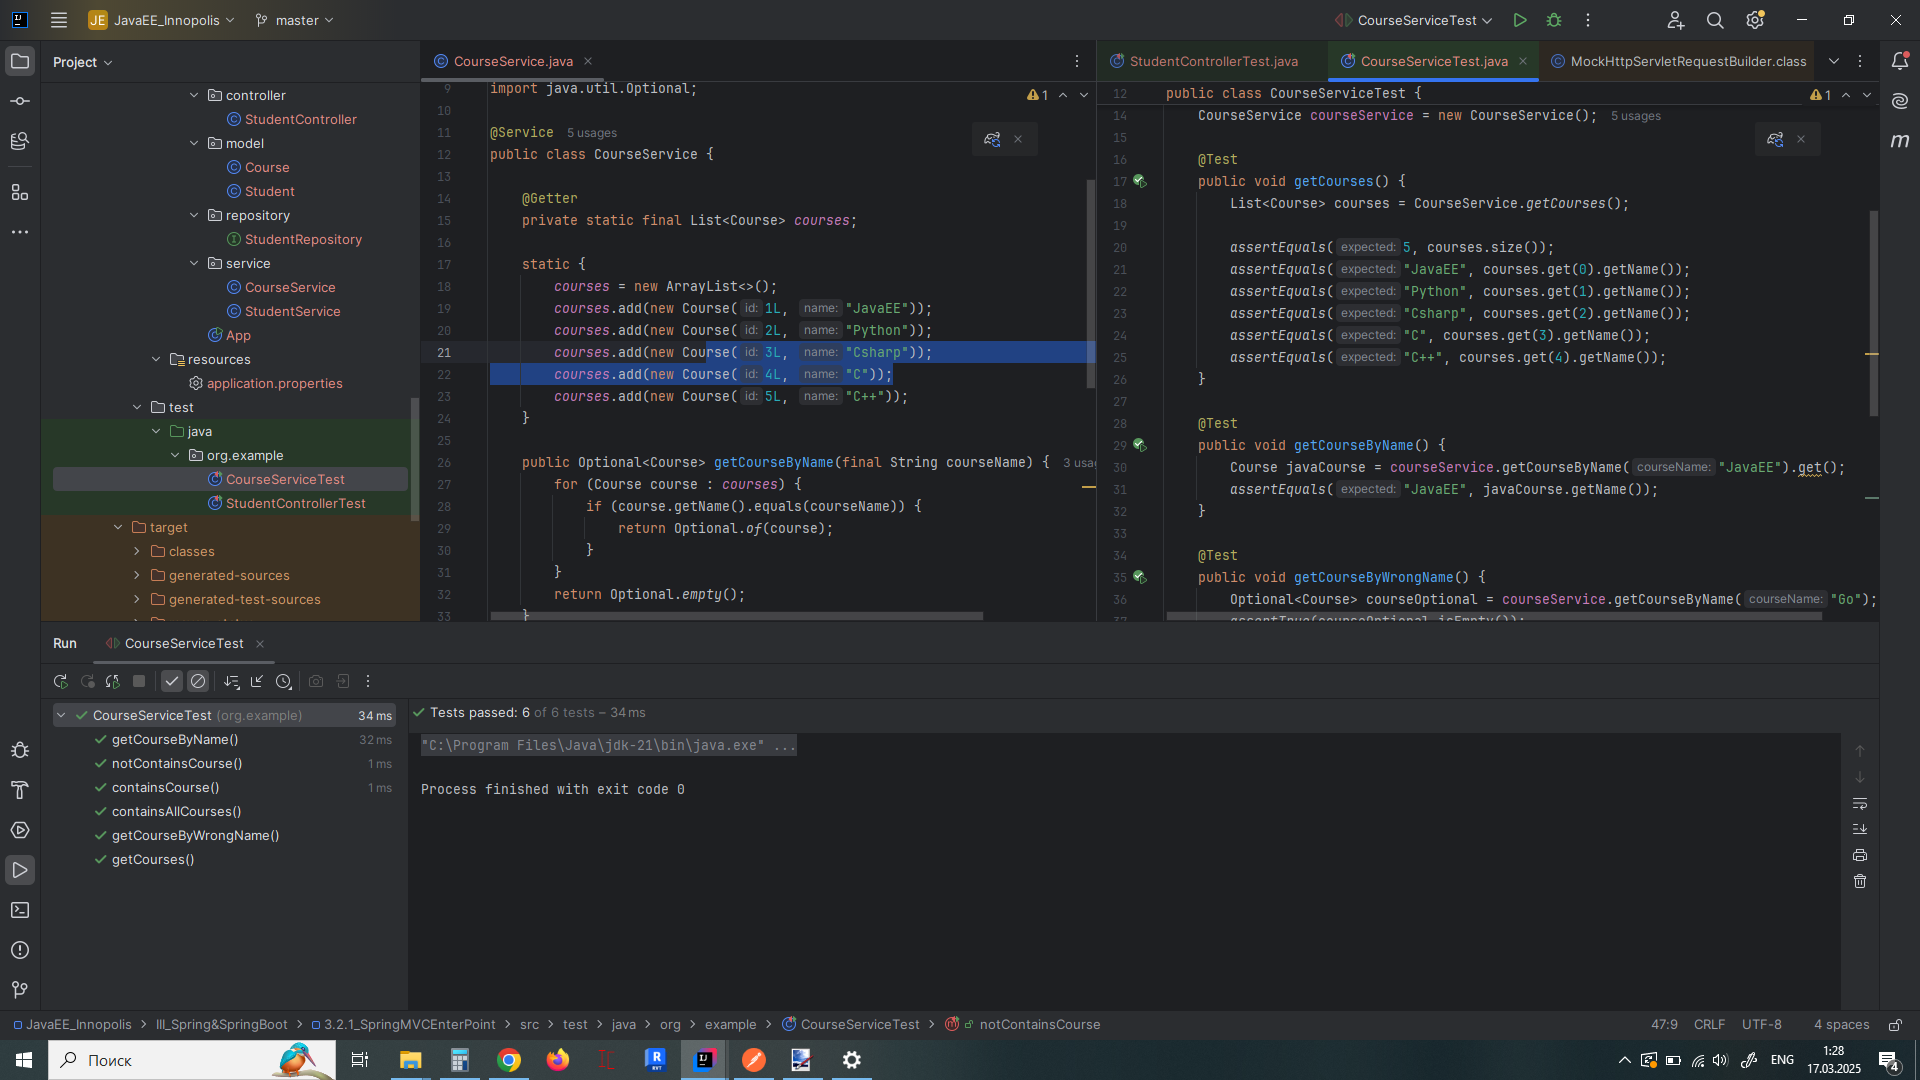 JE JavaEE_Innopolis master CourseServiceTest
Project
controller
StudentController
model
Course
Student
repository
StudentRepository
service
CourseService
StudentService
App
resources
application.properties
test
java
org.example
CourseServiceTest
StudentControllerTest
target
classes
generated-sources
generated-test-sources
CourseService.java
9 import java.util.Optional;
10
11 @Service 5 usages
12 public class CourseService {
13
14 @Getter
15 private static final List<Course> courses;
16
17 static {
18 courses = new ArrayList<>();
19 courses.add(new Course( id: 1L, name: "JavaEE"));
20 courses.add(new Course( id: 2L, name: "Python"));
21 courses.add(new Course( id: 3L, name: "Csharp"));
22 courses.add(new Course( id: 4L, name: "C"));
23 courses.add(new Course( id: 5L, name: "C++"));
24 }
25
26 public Optional<Course> getCourseByName(final String courseName) { 3 usag
27 for (Course course : courses) {
28 if (course.getName().equals(courseName)) {
29 return Optional.of(course);
30 }
31 }
32 return Optional.empty();
33 }
1
StudentControllerTest.java CourseServiceTest.java MockHttpServletRequestBuilder.class
12 public class CourseServiceTest {
1
14 CourseService courseService = new CourseService(); 5 usages
15
16 @Test
17 public void getCourses() {
18 List<Course> courses = CourseService.getCourses();
19
20 assertEquals( expected: 5, courses.size());
21 assertEquals( expected: "JavaEE", courses.get(0).getName());
22 assertEquals( expected: "Python", courses.get(1).getName());
23 assertEquals( expected: "Csharp", courses.get(2).getName());
24 assertEquals( expected: "C", courses.get(3).getName());
25 assertEquals( expected: "C++", courses.get(4).getName());
26 }
27
28 @Test
29 public void getCourseByName() {
30 Course javaCourse = courseService.getCourseByName( courseName: "JavaEE").get();
31 assertEquals( expected: "JavaEE", javaCourse.getName());
32 }
33
34 @Test
35 public void getCourseByWrongName() {
36 Optional<Course> courseOptional = courseService.getCourseByName( courseName: "Go");
37 assertTrue(courseOptional.isEmpty());
Run CourseServiceTest
CourseServiceTest (org.example) 34 ms
getCourseByName() 32 ms
notContainsCourse() 1 ms
containsCourse() 1 ms
containsAllCourses()
getCourseByWrongName()
getCourses()
Tests passed: 6 of 6 tests – 34 ms
"C:\Program Files\Java\jdk-21\bin\java.exe" ...
Process finished with exit code 0
JavaEE_Innopolis > III_Spring&SpringBoot > 3.2.1_SpringMVCEnterPoint > src > test > java > org > example > CourseServiceTest > notContainsCourse
47:9 CRLF UTF-8 4 spaces
Поиск
ENG
1:28
17.03.2025
4